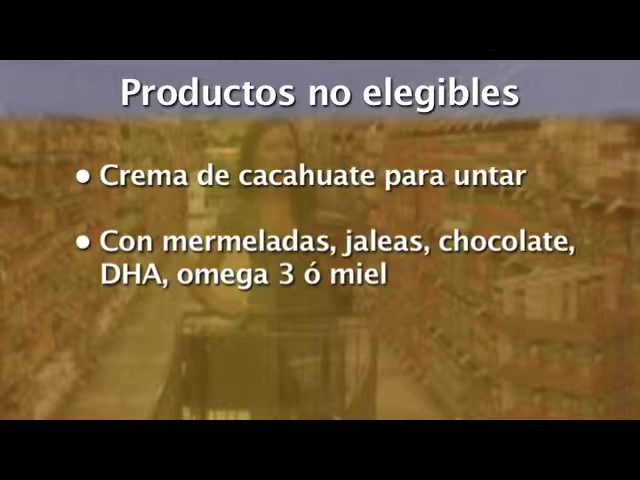 Productos no elegibles
• Crema de cacahuate para untar
• Con mermeladas, jaleas, chocolate,
DHA, omega 3 ó miel